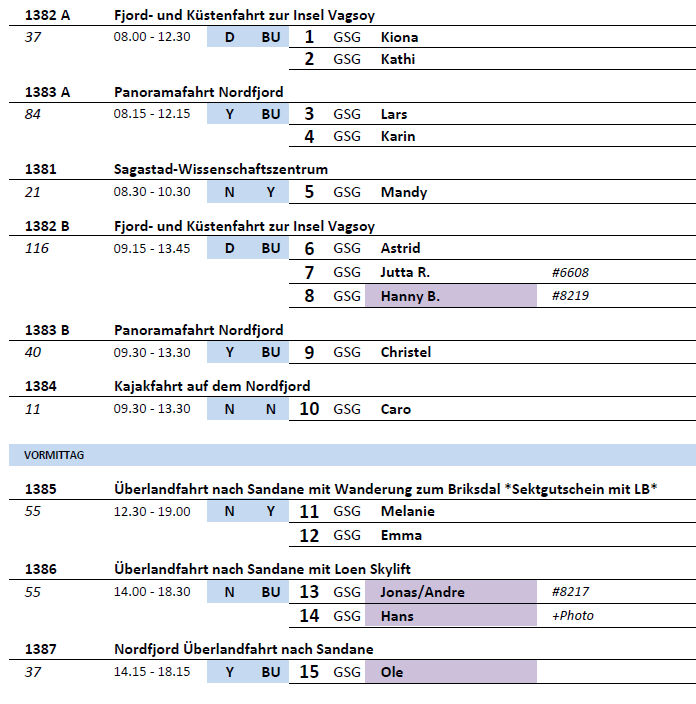 1382 A Fjord- und Küstenfahrt zur Insel Vagsoy
37 08.00 - 12.30 D BU 1 GSG Kiona
2 GSG Kathi
1383 A Panoramafahrt Nordfjord
84 08.15 - 12.15 Y BU 3 GSG Lars
4 GSG Karin
1381 Sagastad-Wissenschaftszentrum
21 08.30 - 10.30 N Y 5 GSG Mandy
1382 B Fjord- und Küstenfahrt zur Insel Vagsoy
116 09.15 - 13.45 D BU 6 GSG Astrid
7 GSG Jutta R. #6608
8 GSG Hanny B. #8219
1383 B Panoramafahrt Nordfjord
40 09.30 - 13.30 Y BU 9 GSG Christel
1384 Kajakfahrt auf dem Nordfjord
11 09.30 - 13.30 N N 10 GSG Caro
VORMITTAG
1385 Überlandfahrt nach Sandane mit Wanderung zum Briksdal *Sektgutschein mit LB*
55 12.30 - 19.00 N Y 11 GSG Melanie
12 GSG Emma
1386 Überlandfahrt nach Sandane mit Loen Skylift
55 14.00 - 18.30 N BU 13 GSG Jonas/Andre #8217
14 GSG Hans +Photo
1387 Nordfjord Überlandfahrt nach Sandane
37 14.15 - 18.15 Y BU 15 GSG Ole